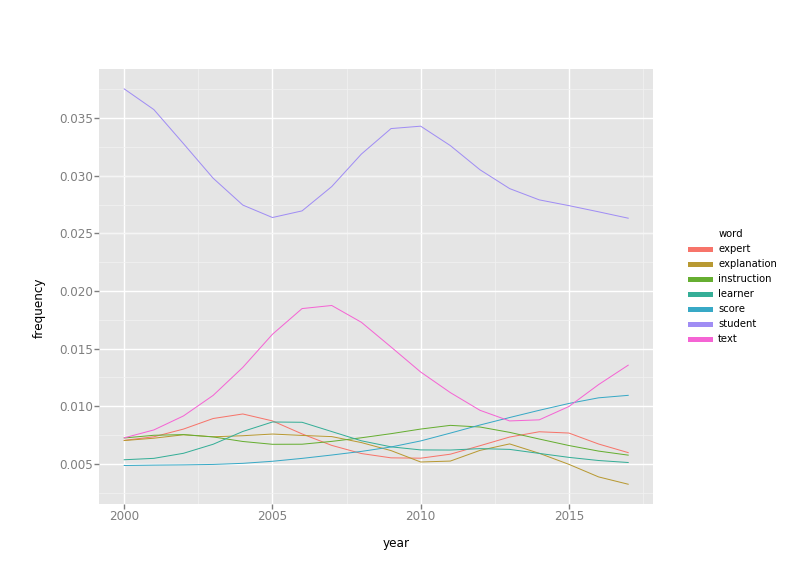 0.035
0.030
0.025
0.020
0.015
0.010
0.005
frequency
2000
2005
2010
2015
year
word
expert
explanation
instruction
learner
score
student
text